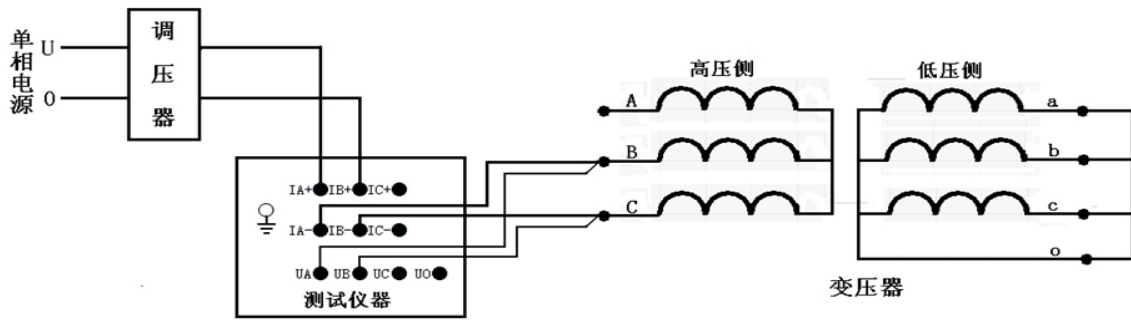 单相电源
U
0
调压器
IA+ IB+ IC+
IA- IB- IC-
UA UB UC UO
测试仪器
高压侧
A
B
C
低压侧
a
b
c
o
变压器